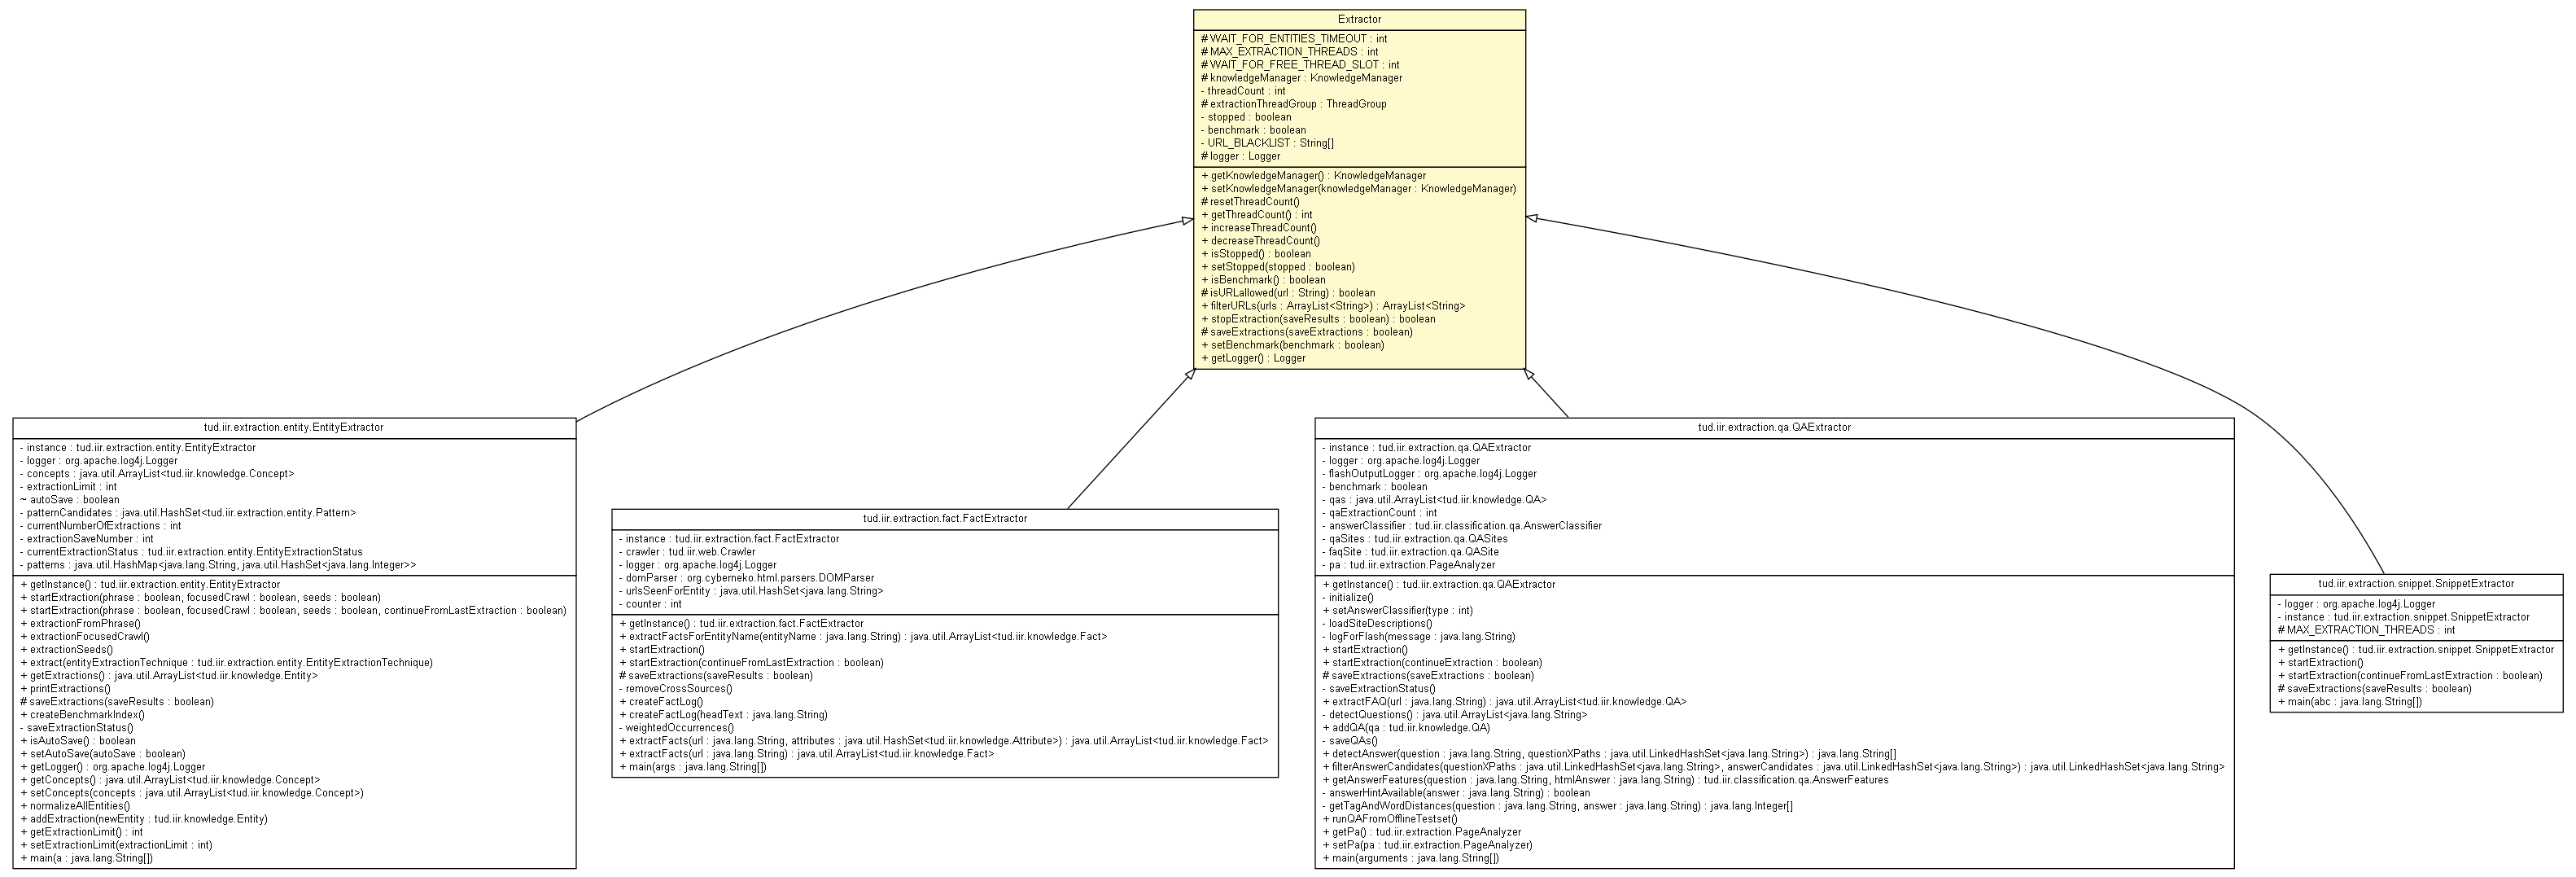 Extractor
# WAIT_FOR_ENTITIES_TIMEOUT : int
# MAX_EXTRACTION_THREADS : int
# WAIT_FOR_FREE_THREAD_SLOT : int
# knowledgeManager : KnowledgeManager
- threadCount : int
# extractionThreadGroup : ThreadGroup
- stopped : boolean
- benchmark : boolean
- URL_BLACKLIST : String[]
# logger : Logger
+ getKnowledgeManager() : KnowledgeManager
+ setKnowledgeManager(knowledgeManager : KnowledgeManager)
# resetThreadCount()
+ getThreadCount() : int
+ increaseThreadCount()
+ decreaseThreadCount()
+ isStopped() : boolean
+ setStopped(stopped : boolean)
+ isBenchmark() : boolean
# isURLallowed(url : String) : boolean
+ filterURLs(urls : ArrayList<String>) : ArrayList<String>
+ stopExtraction(saveResults : boolean) : boolean
# saveExtractions(saveExtractions : boolean)
+ setBenchmark(benchmark : boolean)
+ getLogger() : Logger
tud.iir.extraction.entity.EntityExtractor
- instance : tud.iir.extraction.entity.EntityExtractor
- logger : org.apache.log4j.Logger
- concepts : java.util.ArrayList<tud.iir.knowledge.Concept>
- extractionLimit : int
~ autoSave : boolean
- patternCandidates : java.util.HashSet<tud.iir.extraction.entity.Pattern>
- currentNumberOfExtractions : int
- extractionSaveNumber : int
- currentExtractionStatus : tud.iir.extraction.entity.EntityExtractionStatus
- patterns : java.util.HashMap<java.lang.String, java.util.HashSet<java.lang.Integer>>
+ getInstance() : tud.iir.extraction.entity.EntityExtractor
+ startExtraction(phrase : boolean, focusedCrawl : boolean, seeds : boolean)
+ startExtraction(phrase : boolean, focusedCrawl : boolean, seeds : boolean, continueFromLastExtraction : boolean)
+ extractionFromPhrase()
+ extractionFocusedCrawl()
+ extractionSeeds()
+ extract(entityExtractionTechnique : tud.iir.extraction.entity.EntityExtractionTechnique)
+ getExtractions() : java.util.ArrayList<tud.iir.knowledge.Entity>
+ printExtractions()
# saveExtractions(saveResults : boolean)
+ createBenchmarkIndex()
- saveExtractionStatus()
+ isAutoSave() : boolean
+ setAutoSave(autoSave : boolean)
+ getLogger() : org.apache.log4j.Logger
+ getConcepts() : java.util.ArrayList<tud.iir.knowledge.Concept>
+ setConcepts(concepts : java.util.ArrayList<tud.iir.knowledge.Concept>)
+ normalizeAllEntities()
+ addExtraction(newEntity : tud.iir.knowledge.Entity)
+ getExtractionLimit() : int
+ setExtractionLimit(extractionLimit : int)
+ main(a : java.lang.String[])
tud.iir.extraction.fact.FactExtractor
- instance : tud.iir.extraction.fact.FactExtractor
- crawler : tud.iir.web.Crawler
- logger : org.apache.log4j.Logger
- domParser : org.cyberneko.html.parsers.DOMParser
- urlsSeenForEntity : java.util.HashSet<java.lang.String>
- counter : int
+ getInstance() : tud.iir.extraction.fact.FactExtractor
+ extractFactsForEntityName(entityName : java.lang.String) : java.util.ArrayList<tud.iir.knowledge.Fact>
+ startExtraction()
+ startExtraction(continueFromLastExtraction : boolean)
# saveExtractions(saveResults : boolean)
- removeCrossSources()
+ createFactLog()
+ createFactLog(headText : java.lang.String)
- weightedOccurrences()
+ extractFacts(url : java.lang.String, attributes : java.util.HashSet<tud.iir.knowledge.Attribute>) : java.util.ArrayList<tud.iir.knowledge.Fact>
+ extractFacts(url : java.lang.String) : java.util.ArrayList<tud.iir.knowledge.Fact>
+ main(args : java.lang.String[])
tud.iir.extraction.qa.QAExtractor
- instance : tud.iir.extraction.qa.QAExtractor
- logger : org.apache.log4j.Logger
- flashOutputLogger : org.apache.log4j.Logger
- benchmark : boolean
- qas : java.util.ArrayList<tud.iir.knowledge.QA>
- qaExtractionCount : int
- answerClassifier : tud.iir.classification.qa.AnswerClassifier
- qaSites : tud.iir.extraction.qa.QASites
- faqSite : tud.iir.extraction.qa.QASite
- pa : tud.iir.extraction.PageAnalyzer
+ getInstance() : tud.iir.extraction.qa.QAExtractor
- initialize()
+ setAnswerClassifier(type : int)
- loadSiteDescriptions()
- logForFlash(message : java.lang.String)
+ startExtraction()
+ startExtraction(continueExtraction : boolean)
# saveExtractions(saveExtractions : boolean)
- saveExtractionStatus()
+ extractFAQ(url : java.lang.String) : java.util.ArrayList<tud.iir.knowledge.QA>
- detectQuestions() : java.util.ArrayList<java.lang.String>
+ addQA(qa : tud.iir.knowledge.QA)
- saveQAs()
+ detectAnswer(question : java.lang.String, questionXPaths : java.util.LinkedHashSet<java.lang.String>) : java.lang.String[]
+ filterAnswerCandidates(questionXPaths : java.util.LinkedHashSet<java.lang.String>, answerCandidates : java.util.LinkedHashSet<java.lang.String>) : java.util.LinkedHashSet<java.lang.String>
+ getAnswerFeatures(question : java.lang.String, htmlAnswer : java.lang.String) : tud.iir.classification.qa.AnswerFeatures
- answerHintAvailable(answer : java.lang.String) : boolean
- getTagAndWordDistances(question : java.lang.String, answer : java.lang.String) : java.lang.Integer[]
+ runQAFromOfflineTestset()
+ getPa() : tud.iir.extraction.PageAnalyzer
+ setPa(pa : tud.iir.extraction.PageAnalyzer)
+ main(arguments : java.lang.String[])
tud.iir.extraction.snippet.SnippetExtractor
- logger : org.apache.log4j.Logger
- instance : tud.iir.extraction.snippet.SnippetExtractor
# MAX_EXTRACTION_THREADS : int
+ getInstance() : tud.iir.extraction.snippet.SnippetExtractor
+ startExtraction()
+ startExtraction(continueFromLastExtraction : boolean)
# saveExtractions(saveResults : boolean)
+ main(abc : java.lang.String[])